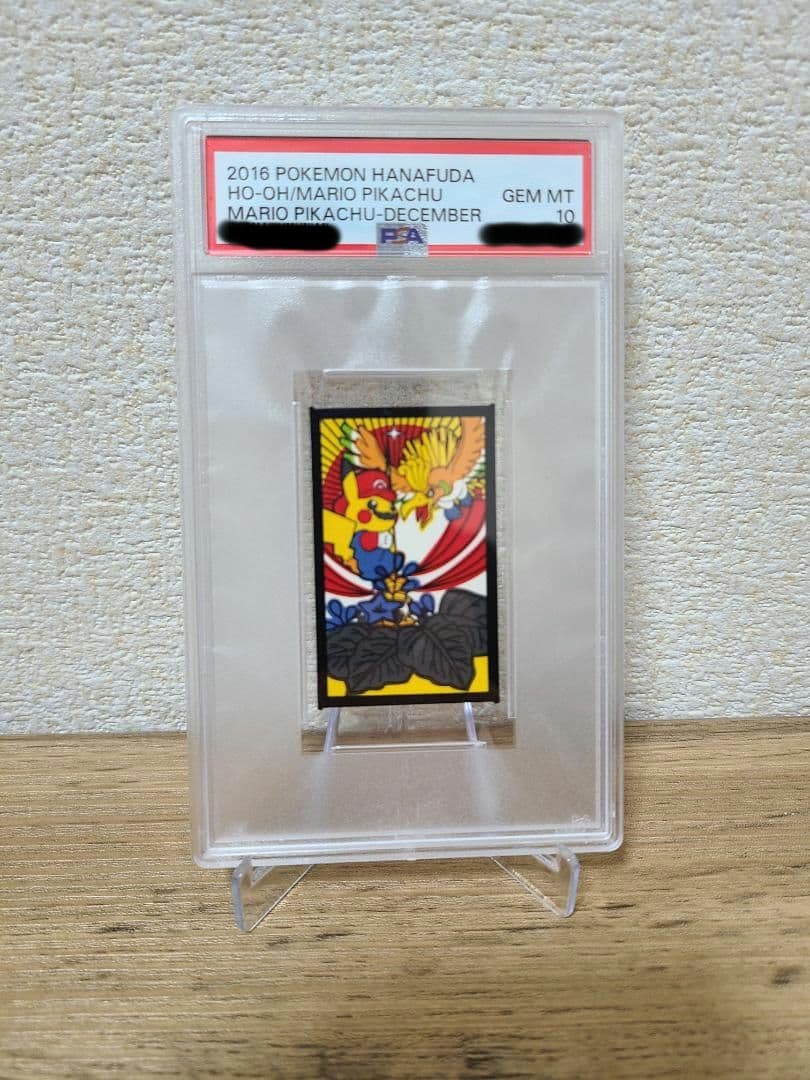 2016 POKEMON HANAFUDA
HO-OH/MARIO PIKACHU GEM MT
MARIO PIKACHU-DECEMBER 10
PSA